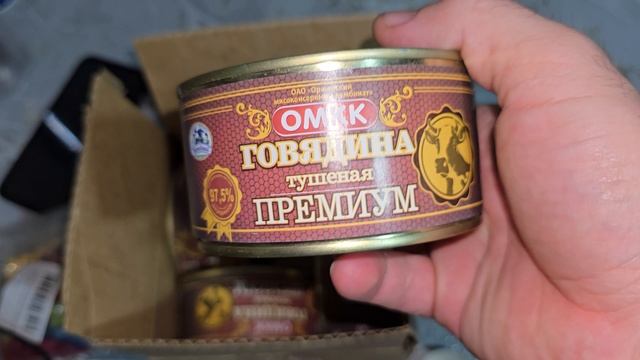 ОАО «Оршанский
мясоконсервный комбинат»
ОМКК
ГОВЯДИНА
тушеная
97,5%
ПРЕМИУМ